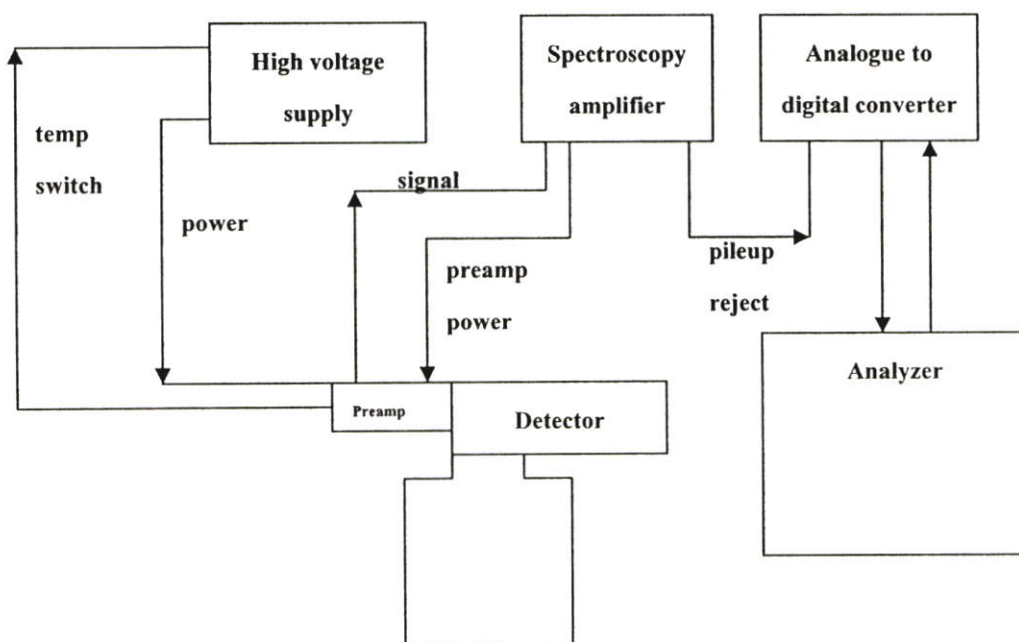 High voltage
supply
Spectroscopy
amplifier
Analogue to
digital converter
temp
switch
power
signal
preamp
power
pileup
reject
Preamp
Detector
Analyzer